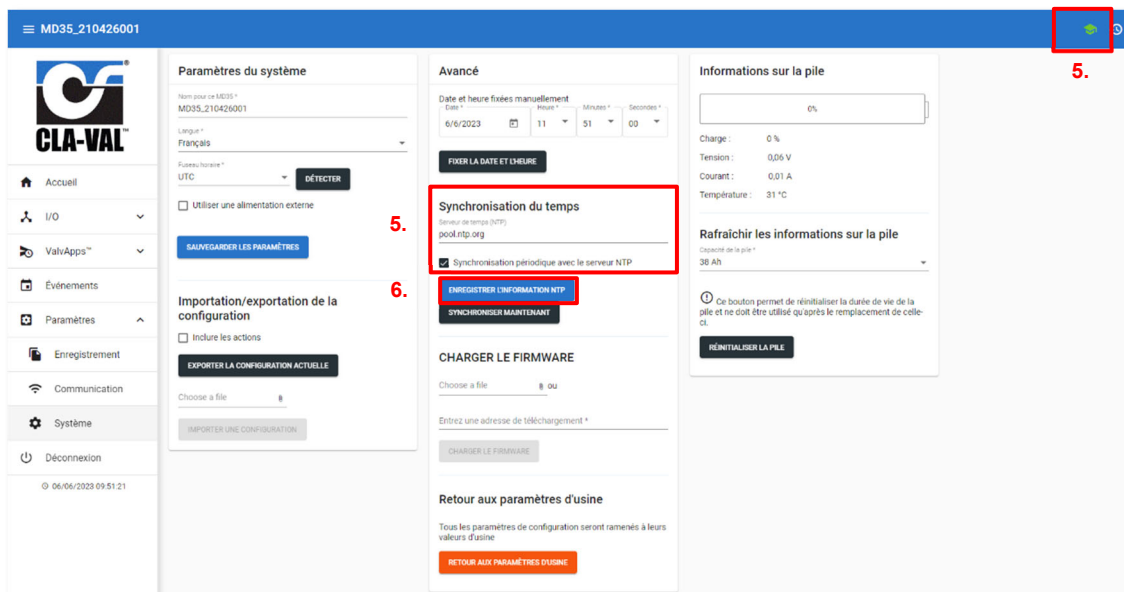 MD35_210426001
5.
CLA-VAL™
Accueil
I/O
ValvApps™
Événements
Paramètres
Enregistrement
Communication
Système
Déconnexion
06/06/2023 09:51:21
Paramètres du système
Nom pour ce MD35 *
MD35_210426001
Langue *
Français
Fuseau horaire *
UTC
DÉTECTER
Utiliser une alimentation externe
SAUVEGARDER LES PARAMÈTRES
Importation/exportation de la
configuration
Inclure les actions
EXPORTER LA CONFIGURATION ACTUELLE
Choose a file
IMPORTER UNE CONFIGURATION
Avancé
Date et heure fixées manuellement
Date * Heure * Minutes * Secondes *
6/6/2023 11 51 00
FIXER LA DATE ET L'HEURE
5.
Synchronisation du temps
Serveur de temps (NTP)
pool.ntp.org
Synchronisation périodique avec le serveur NTP
6.
ENREGISTRER L'INFORMATION NTP
SYNCHRONISER MAINTENANT
CHARGER LE FIRMWARE
Choose a file ou
Entrez une adresse de téléchargement *
CHARGER LE FIRMWARE
Retour aux paramètres d'usine
Tous les paramètres de configuration seront ramenés à leurs
valeurs d'usine
RETOUR AUX PARAMÈTRES D'USINE
Informations sur la pile
0%
Charge : 0 %
Tension : 0,06 V
Courant : 0,01 A
Température : 31 °C
Rafraîchir les informations sur la pile
Capacité de la pile *
38 Ah
Ce bouton permet de réinitialiser la durée de vie de la
pile et ne doit être utilisé qu'après le remplacement de celle-
ci.
RÉINITIALISER LA PILE